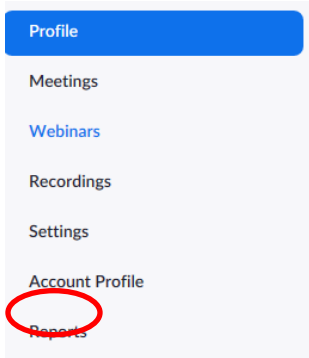 Profile
Meetings
Webinars
Recordings
Settings
Account Profile
Reports